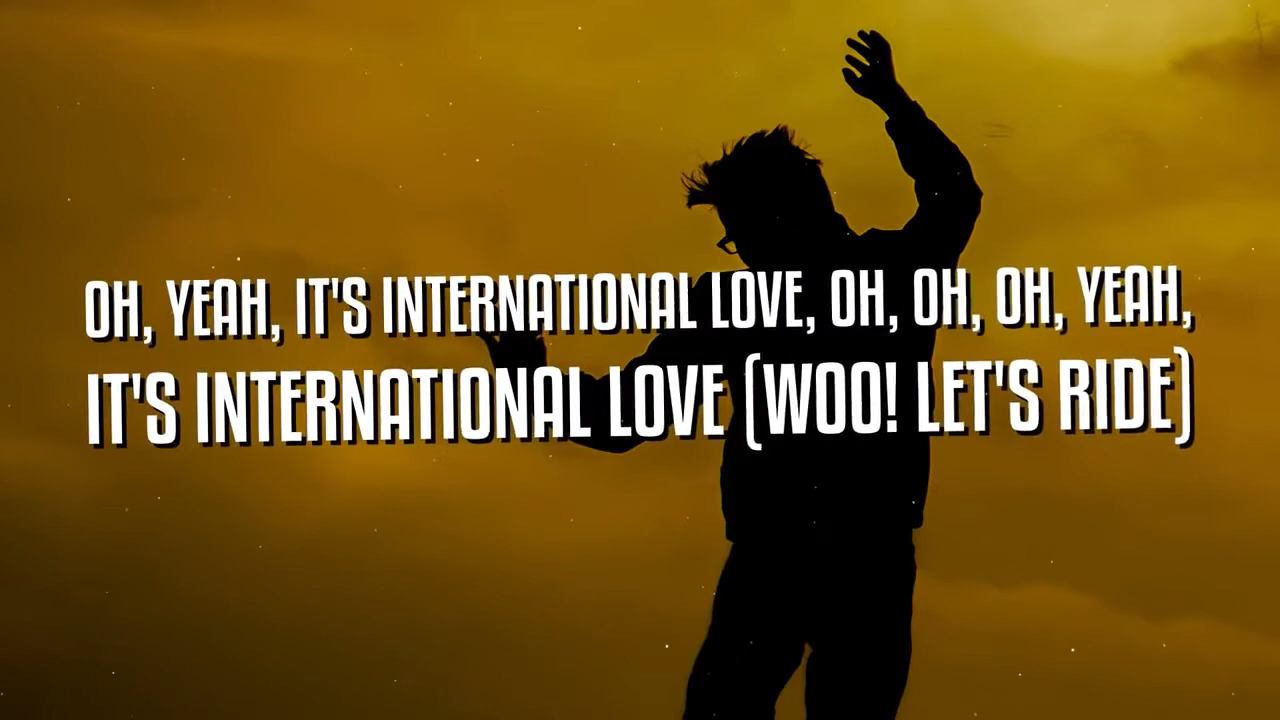 OH, YEAH, IT'S INTERNATIONAL LOVE, OH, OH, OH, YEAH,
IT'S INTERNATIONAL LOVE (WOO! LET'S RIDE)